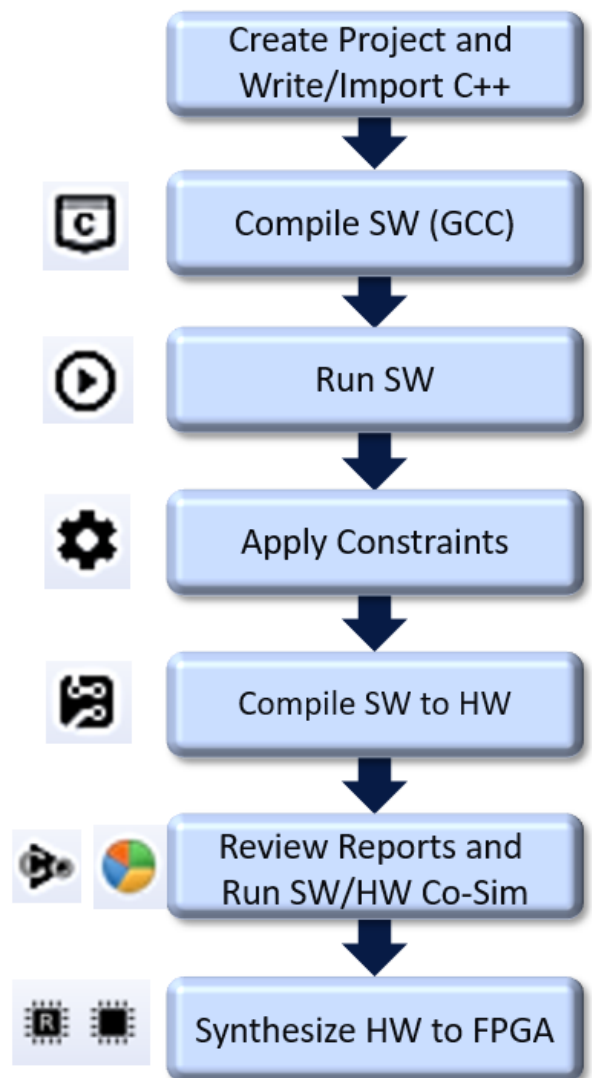 Create Project and
Write/Import C++
C
Compile SW (GCC)
Run SW
Apply Constraints
Compile SW to HW
Review Reports and
Run SW/HW Co-Sim
R
Synthesize HW to FPGA